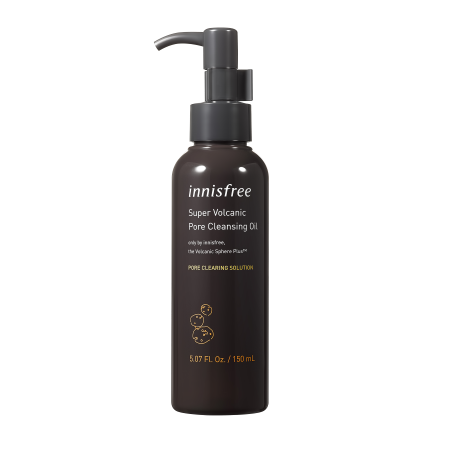 innisfree
Super Volcanic
Pore Cleansing Oil
only by innisfree,
the Volcanic Sphere Plus™
PORE CLEARING SOLUTION
5.07 Fl. Oz. / 150 mL